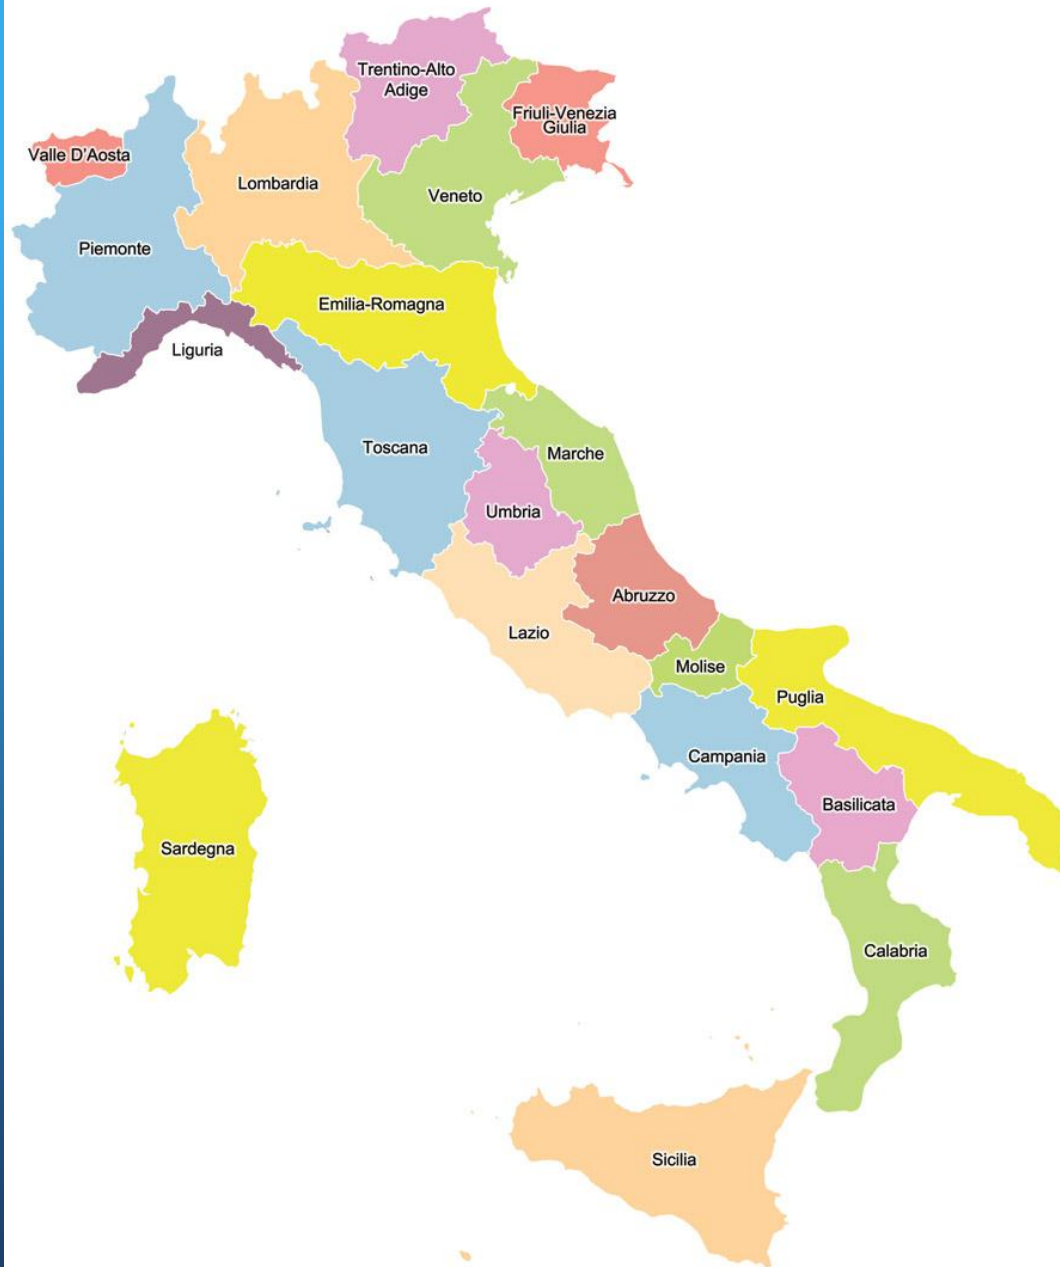 Trentino-Alto
Adige
Friuli-Venezia
Giulia
Valle D'Aosta
Lombardia
Veneto
Piemonte
Emilia-Romagna
Liguria
Toscana
Marche
Umbria
Abruzzo
Lazio
Molise
Puglia
Campania
Basilicata
Sardegna
Calabria
Sicilia